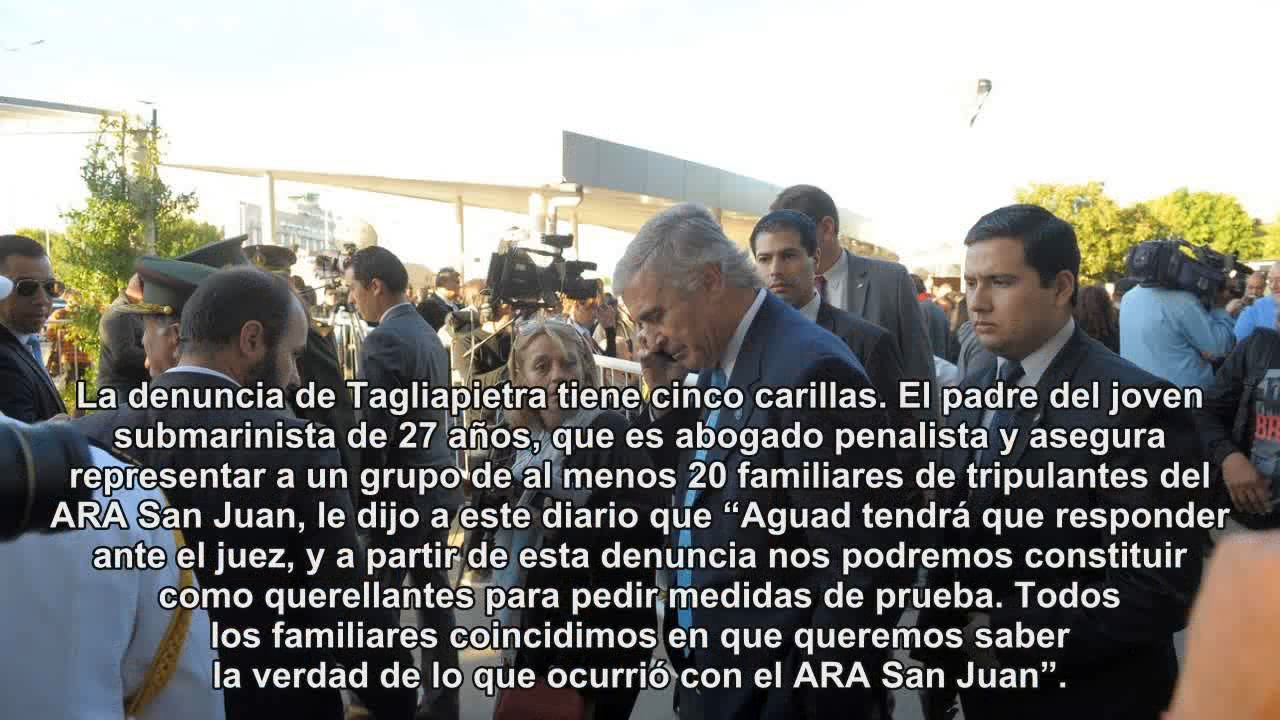 La denuncia de Tagliapietra tiene cinco carillas. El padre del joven
submarinista de 27 años, que es abogado penalista y asegura
representar a un grupo de al menos 20 familiares de tripulantes del
ARA San Juan, le dijo a este diario que “Aguad tendrá que responder
ante el juez, y a partir de esta denuncia nos podremos constituir
como querellantes para pedir medidas de prueba. Todos
los familiares coincidimos en que queremos saber
la verdad de lo que ocurrió con el ARA San Juan”.